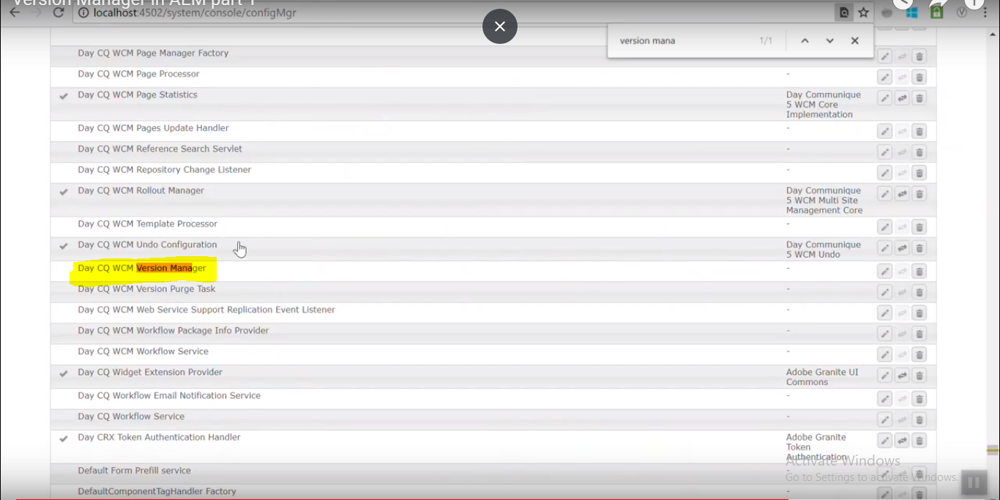 Version Manager in AEM part 1
localhost:4502/system/console/configMgr
version mana 1/1
Day CQ WCM Page Manager Factory
Day CQ WCM Page Processor -
Day CQ WCM Page Statistics
Day Communique
5 WCM Core
Implementation
Day CQ WCM Pages Update Handler -
Day CQ WCM Reference Search Servlet -
Day CQ WCM Repository Change Listener -
Day CQ WCM Rollout Manager
Day Communique
5 WCM Multi Site
Management Core
Day CQ WCM Template Processor -
Day CQ WCM Undo Configuration
Day Communique
5 WCM Undo
Day CQ WCM Version Manager -
Day CQ WCM Version Purge Task -
Day CQ WCM Web Service Support Replication Event Listener -
Day CQ WCM Workflow Package Info Provider -
Day CQ WCM Workflow Service -
Day CQ Widget Extension Provider
Adobe Granite UI
Commons
Day CQ Workflow Email Notification Service -
Day CQ Workflow Service -
Day CRX Token Authentication Handler
Adobe Granite
Token
Authentication
Activate Windows
Default Form Prefill service -
Go to Settings to activate Windows.
DefaultComponentTagHandler Factory -